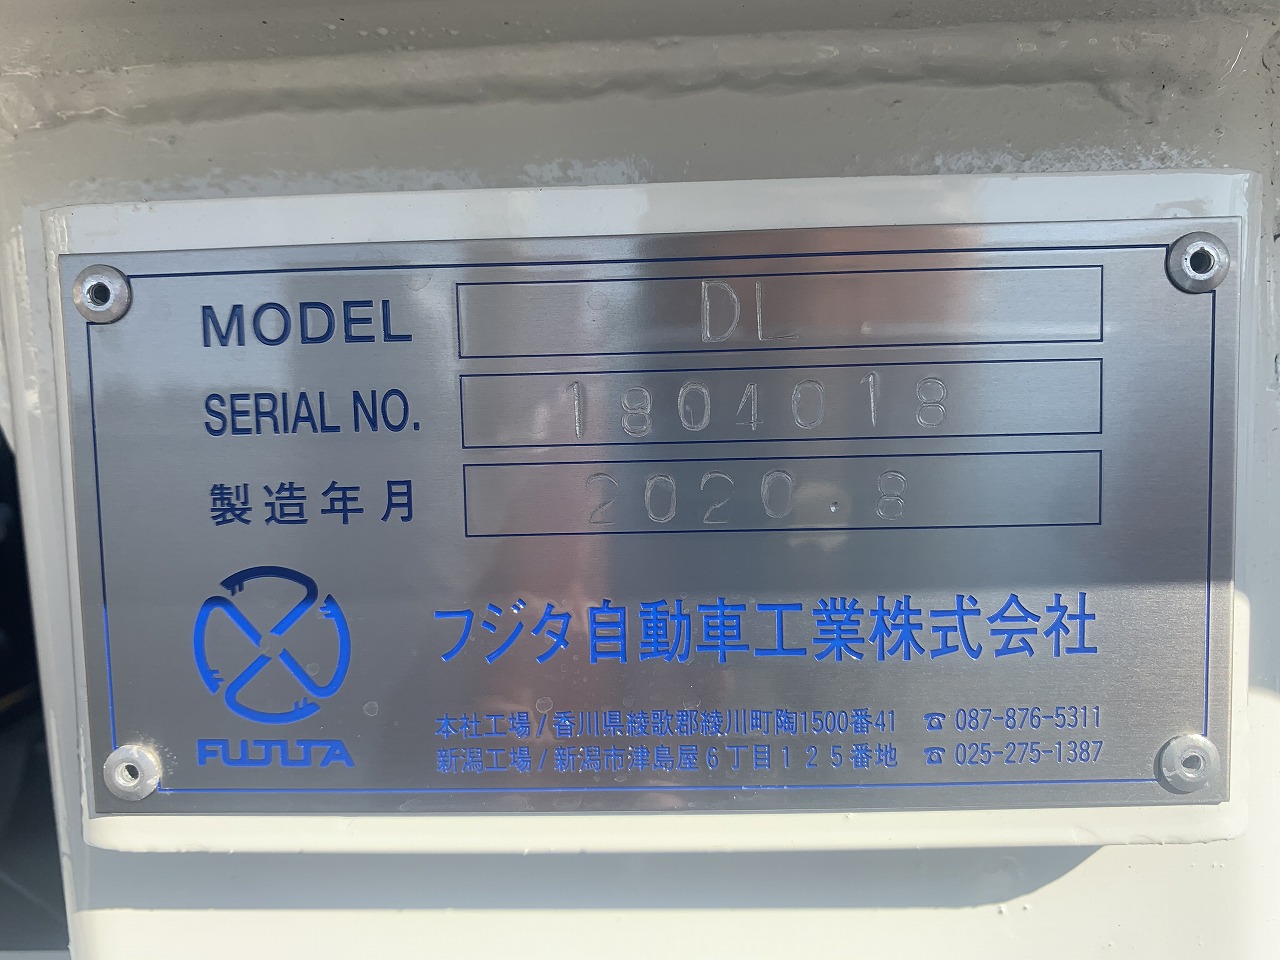 MODEL DL
SERIAL NO. 1804018
製造年月 2020.8
フジタ自動車工業株式会社
FUJITA
本社工場/香川県綾歌郡綾川町陶1500番41 ☎ 087-876-5311
新潟工場/新潟市津島屋6丁目125番地 ☎ 025-275-1387